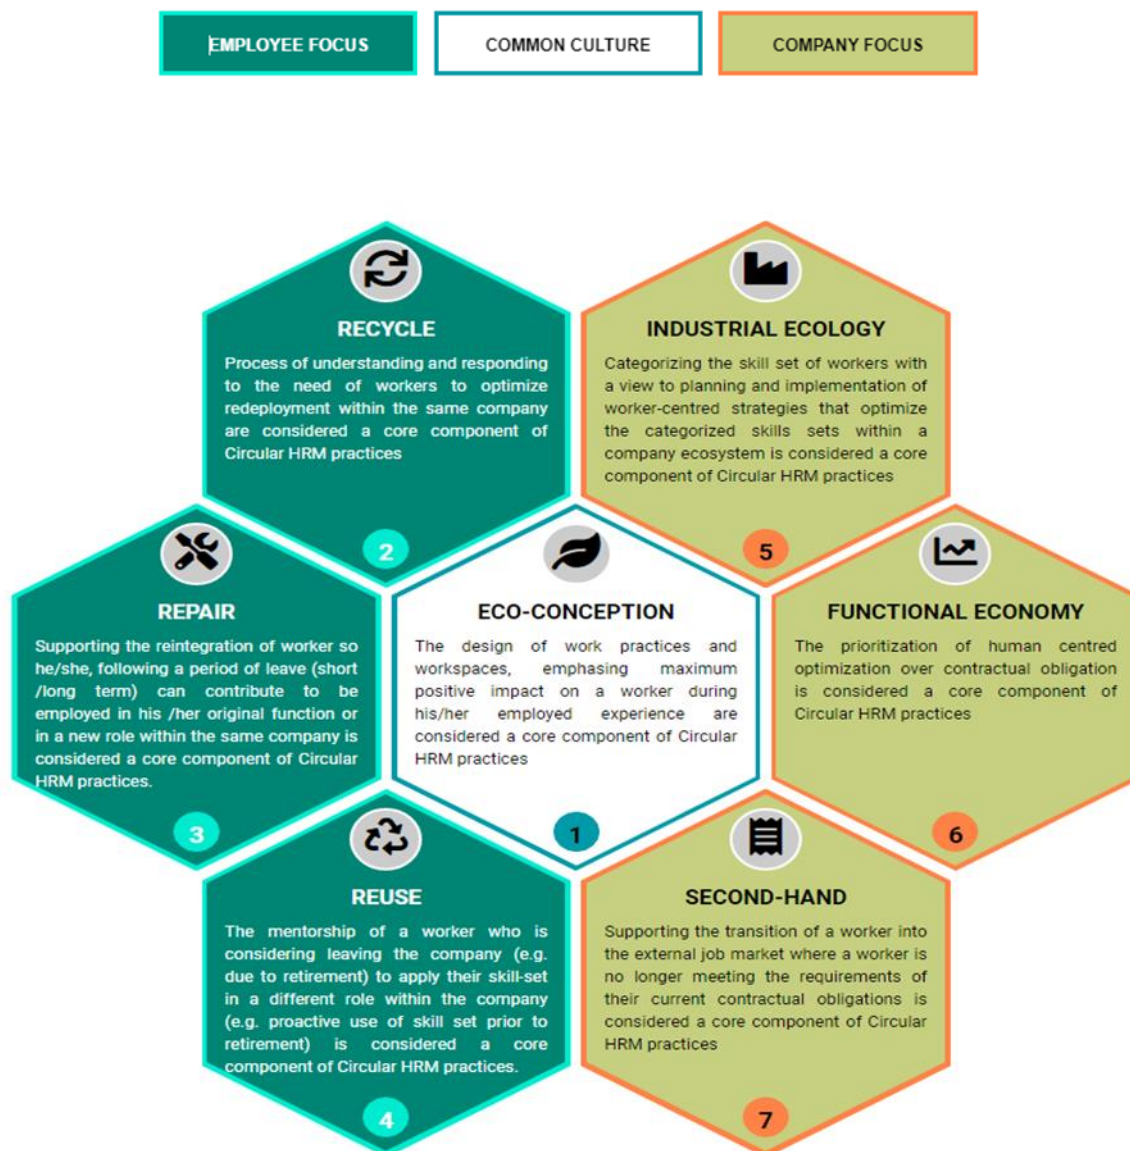 EMPLOYEE FOCUS
COMMON CULTURE
COMPANY FOCUS
RECYCLE
Process of understanding and responding
to the need of workers to optimize
redeployment within the same company
are considered a core component of
Circular HRM practices
2
INDUSTRIAL ECOLOGY
Categorizing the skill set of workers with
a view to planning and implementation of
worker-centred strategies that optimize
the categorized skills sets within a
company ecosystem is considered a core
component of Circular HRM practices
5
REPAIR
Supporting the reintegration of worker so
he/she, following a period of leave (short
/long term) can contribute to be
employed in his /her original function or
in a new role within the same company is
considered a core component of Circular
HRM practices.
3
ECO-CONCEPTION
The design of work practices and
workspaces, emphasing maximum
positive impact on a worker during
his/her employed experience are
considered a core component of Circular
HRM practices
1
FUNCTIONAL ECONOMY
The prioritization of human centred
optimization over contractual obligation
is considered a core component of
Circular HRM practices
6
REUSE
The mentorship of a worker who is
considering leaving the company (e.g.
due to retirement) to apply their skill-set
in a different role within the company
(e.g. proactive use of skill set prior to
retirement) is considered a core
component of Circular HRM practices.
4
SECOND-HAND
Supporting the transition of a worker into
the external job market where a worker is
no longer meeting the requirements of
their current contractual obligations is
considered a core component of Circular
HRM practices
7